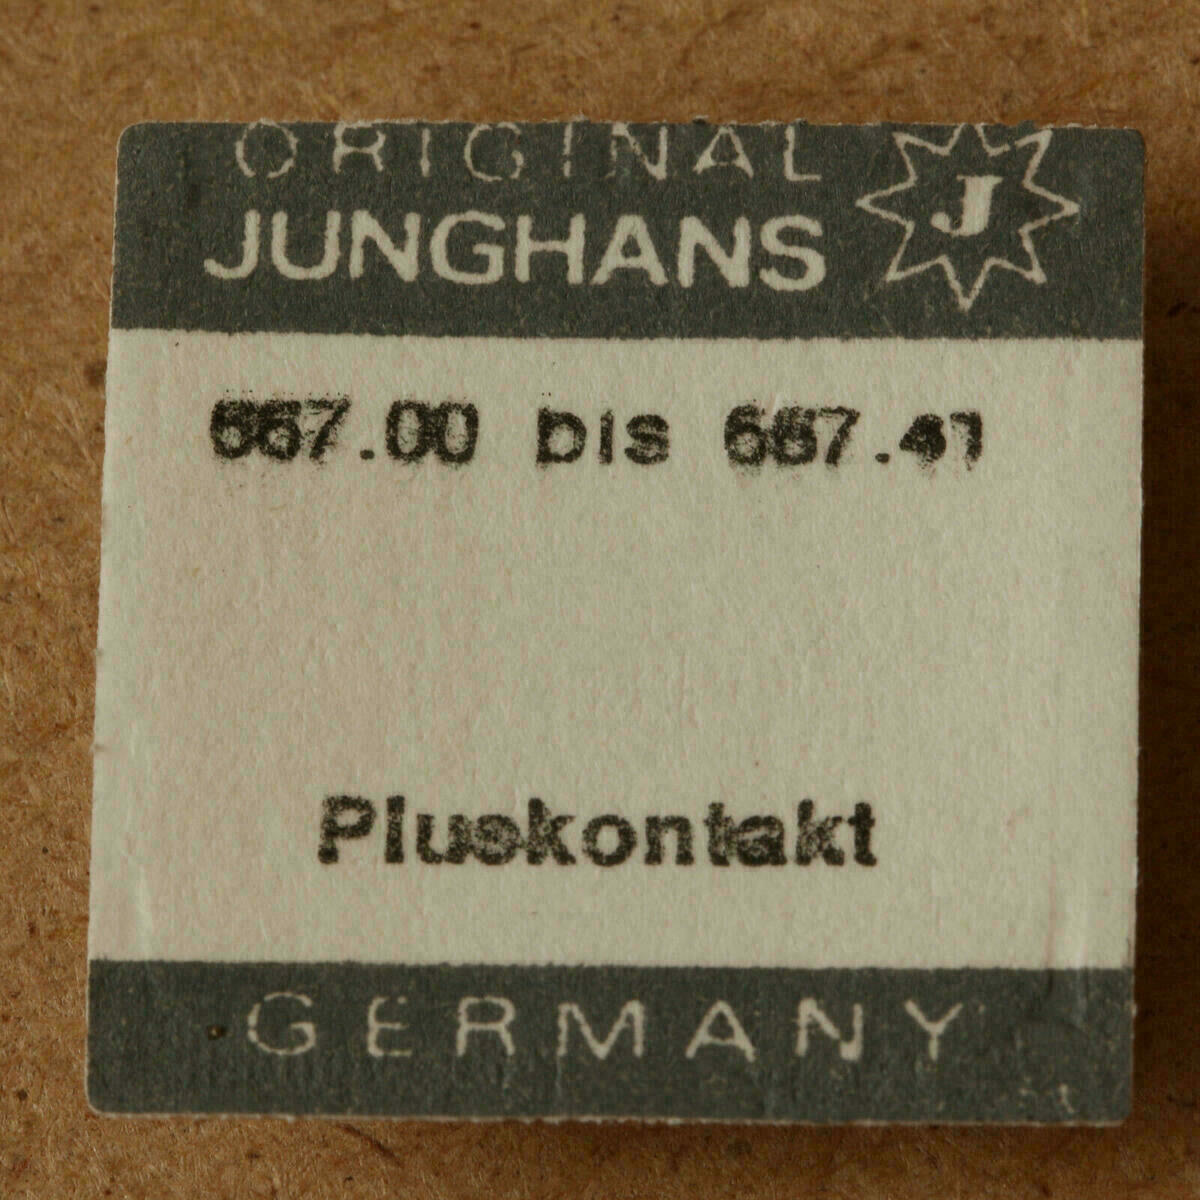 ORIGINAL
JUNGHANS
J
667.00 bis 667.41
Pluskontakt
GERMANY